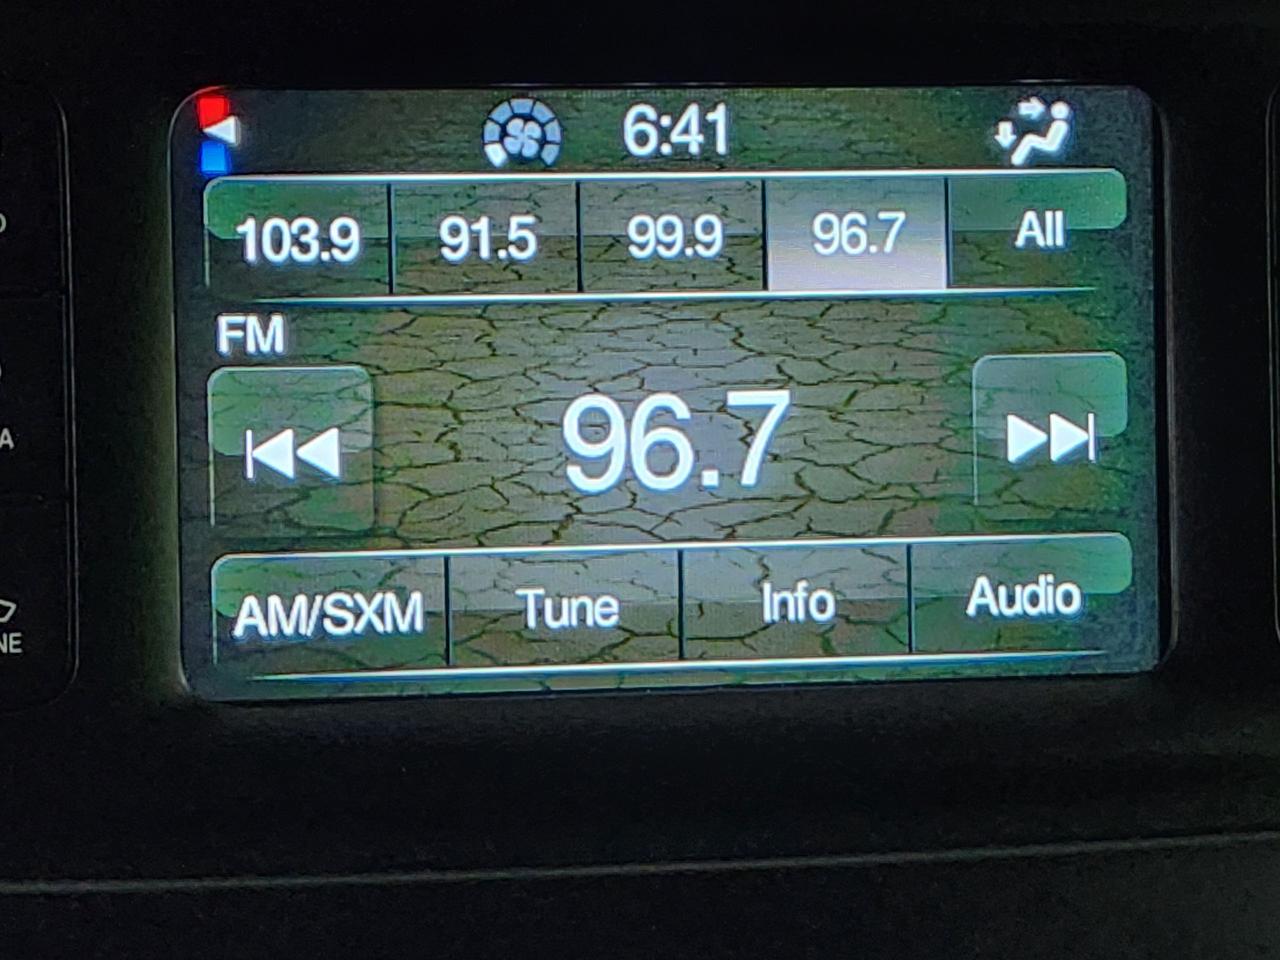 6:41
103.9 91.5 99.9 96.7 All
FM
96.7
AM/SXM Tune Info Audio
A
NE